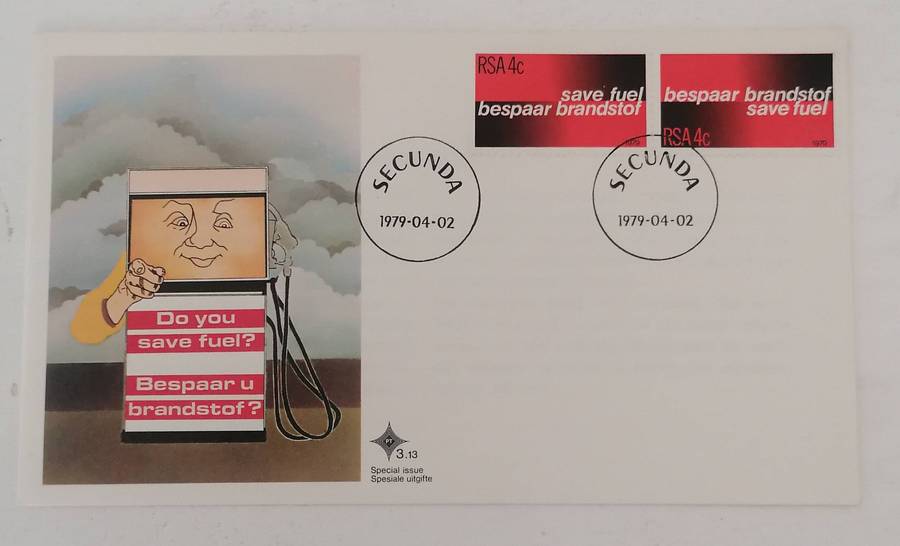 RSA 4c
save fuel
bespaar brandstof
1979
bespaar brandstof
save fuel
RSA 4c
1979
SECUNDA
1979-04-02
SECUNDA
1979-04-02
Do you
save fuel?
Bespaar u
brandstof?
PT
3.13
Special issue
Spesiale uitgifte